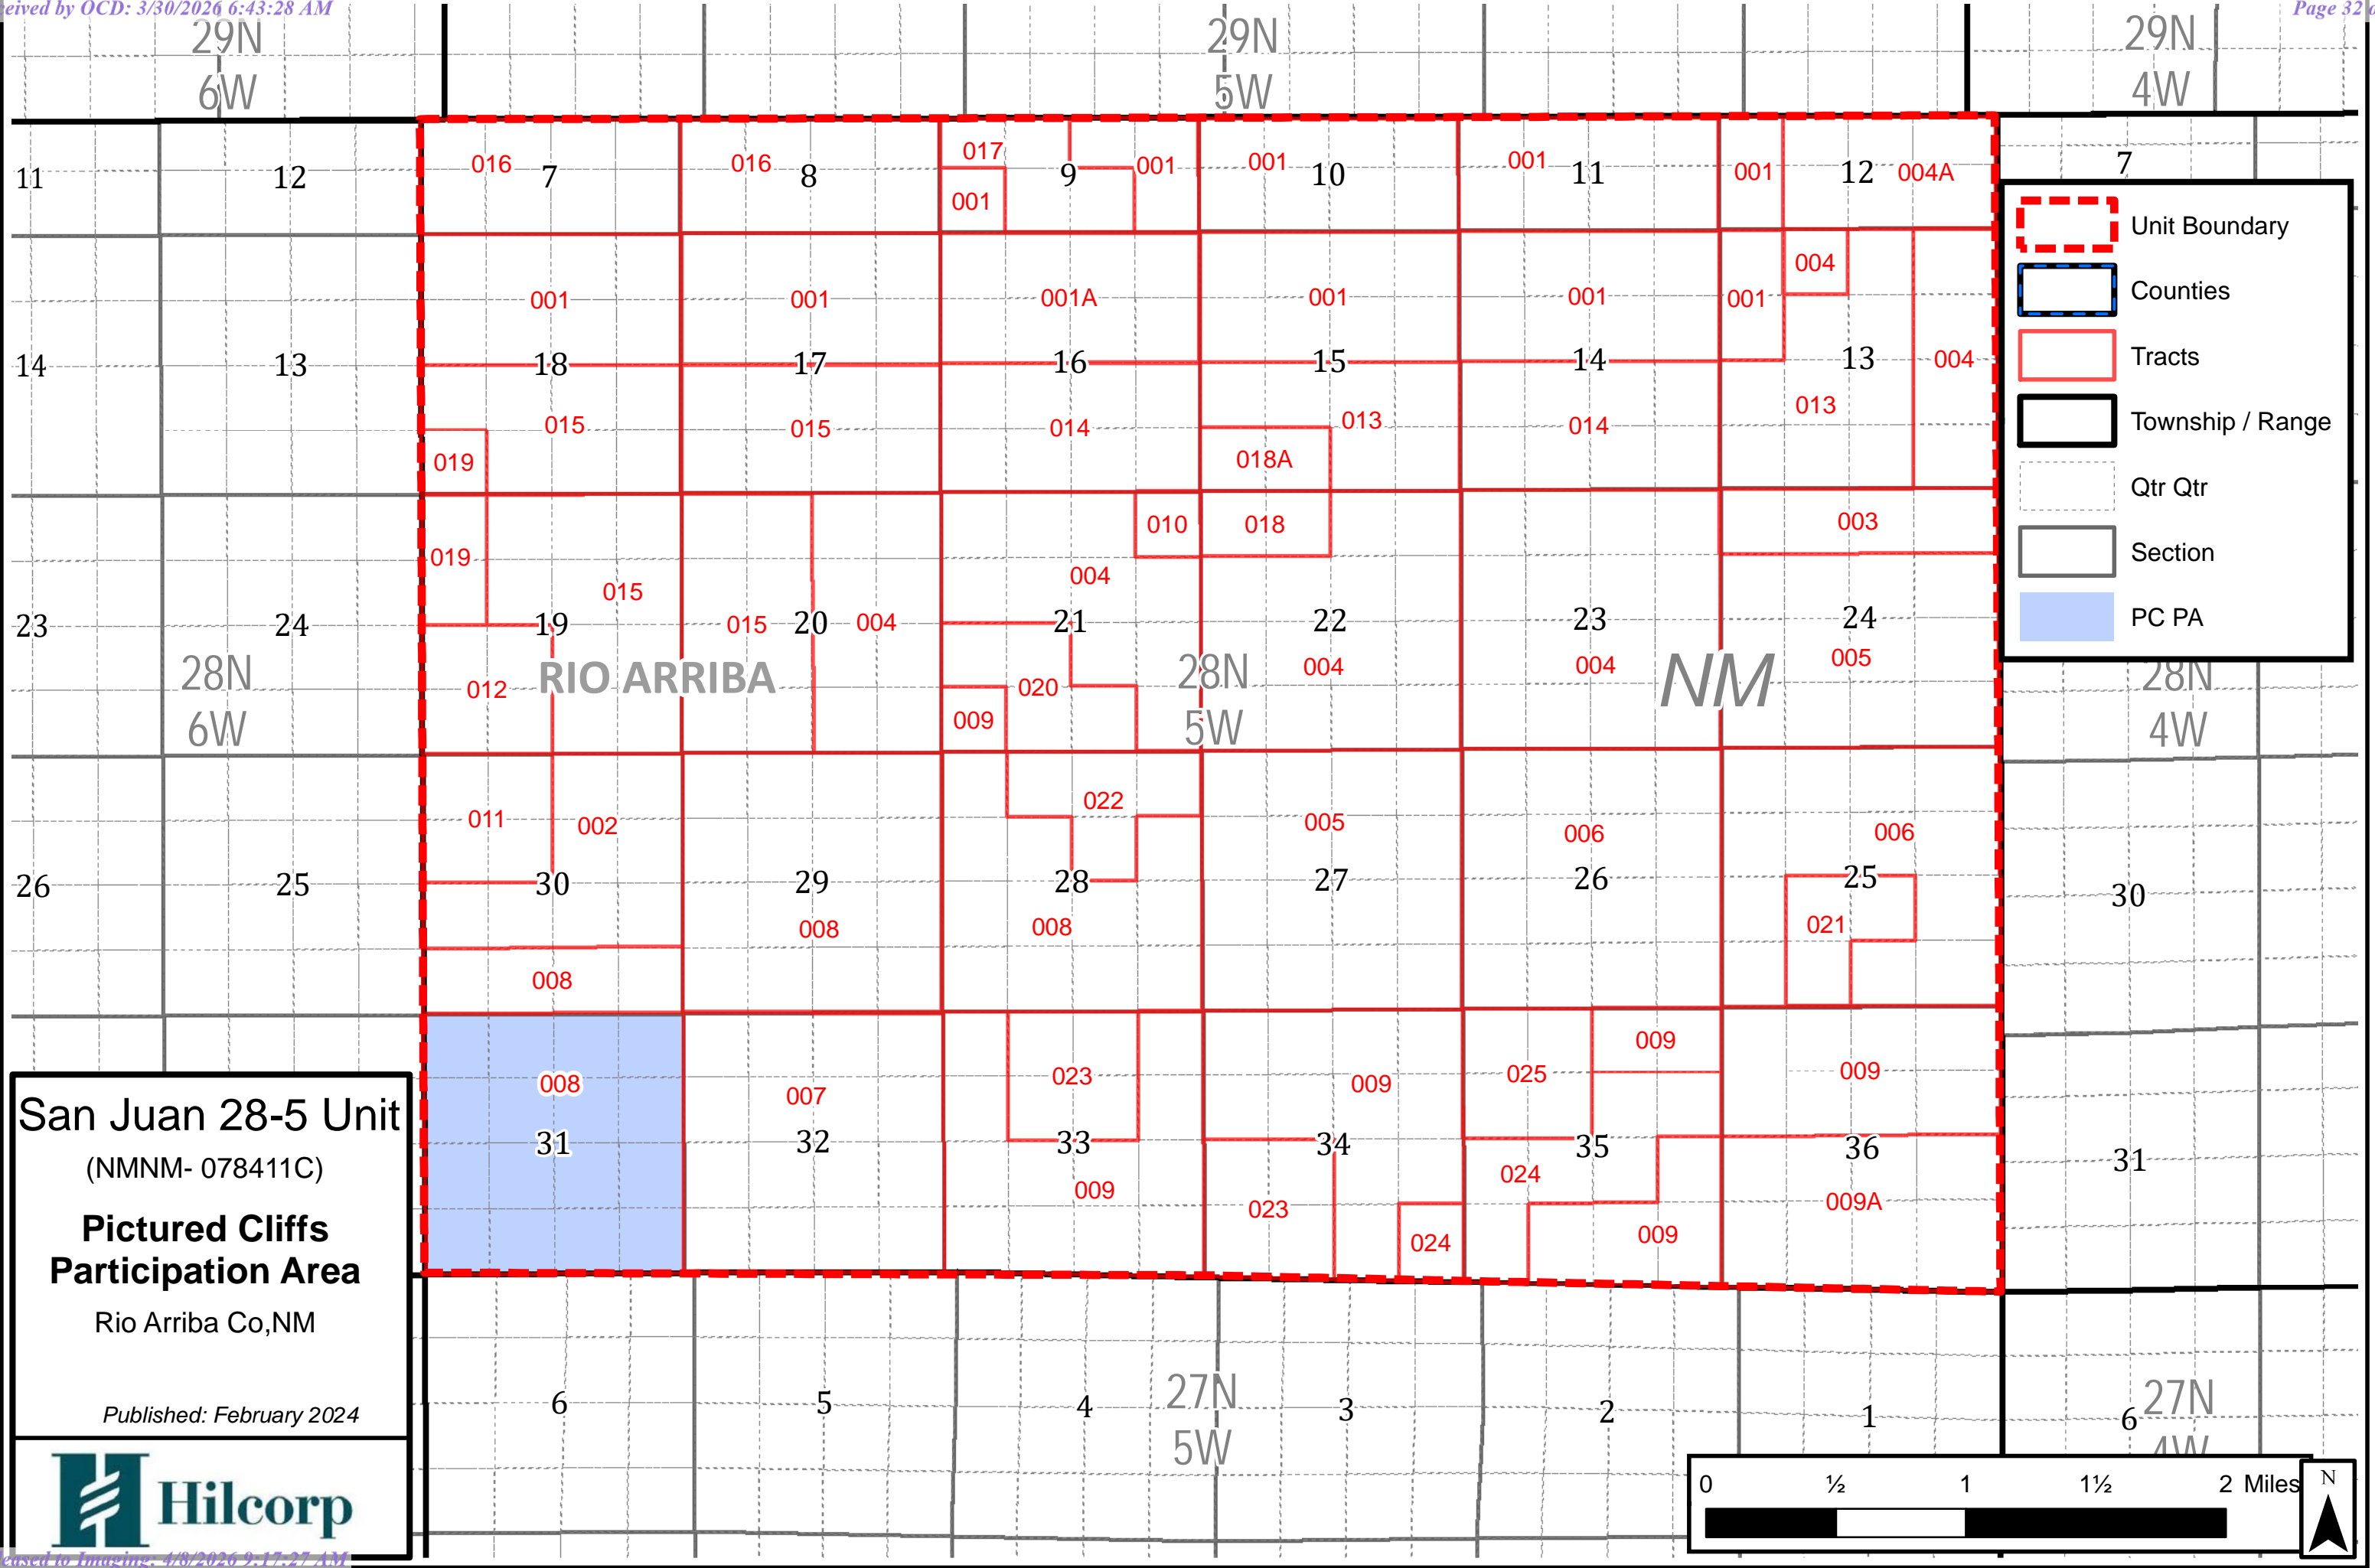 ceived by OCD: 3/30/2026 6:43:28 AM
Page 32 o
29N
6W
29N
5W
29N
4W
11
12
016
7
016
8
017
001
9
001
001
10
001
11
001
12
004A
7
Unit Boundary
Counties
Tracts
Township / Range
Qtr Qtr
Section
PC PA
14
13
001
18
015
019
001
17
015
001A
16
014
001
15
013
018A
001
14
014
001
004
13
004
013
23
24
28N
6W
019
015
19
012
RIO ARRIBA
015
20
004
010
004
21
020
009
018
22
28N
5W
004
23
004
NM
003
24
005
28N
4W
26
25
011
002
30
008
29
008
022
28
008
005
27
006
26
006
25
021
30
008
31
007
32
023
33
009
009
34
023
024
025
009
35
024
009
009
36
009A
31
San Juan 28-5 Unit
(NMNM- 078411C)
Pictured Cliffs
Participation Area
Rio Arriba Co,NM
Published: February 2024
Hilcorp
6
5
4
27N
5W
3
2
1
6
27N
4W
0 ½ 1 1½ 2 Miles
N
eased to Imaging: 4/8/2026 9:17:27 AM